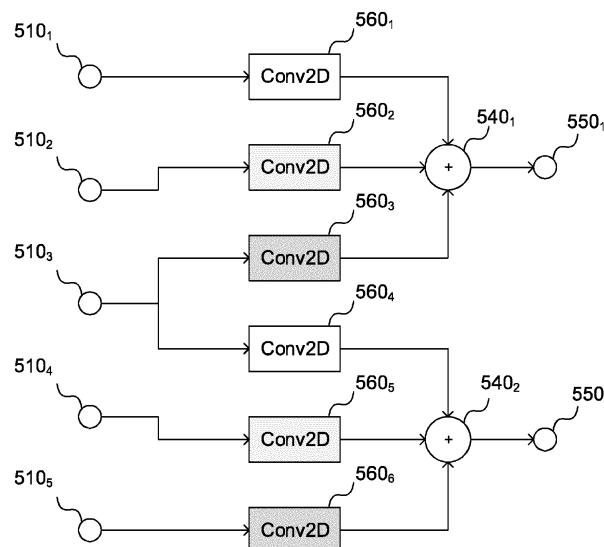 510₁
560₁
Conv2D
510₂
560₂
Conv2D
540₁
+
550₁
510₃
560₃
Conv2D
560₄
Conv2D
510₄
560₅
Conv2D
540₂
+
550
510₅
560₆
Conv2D